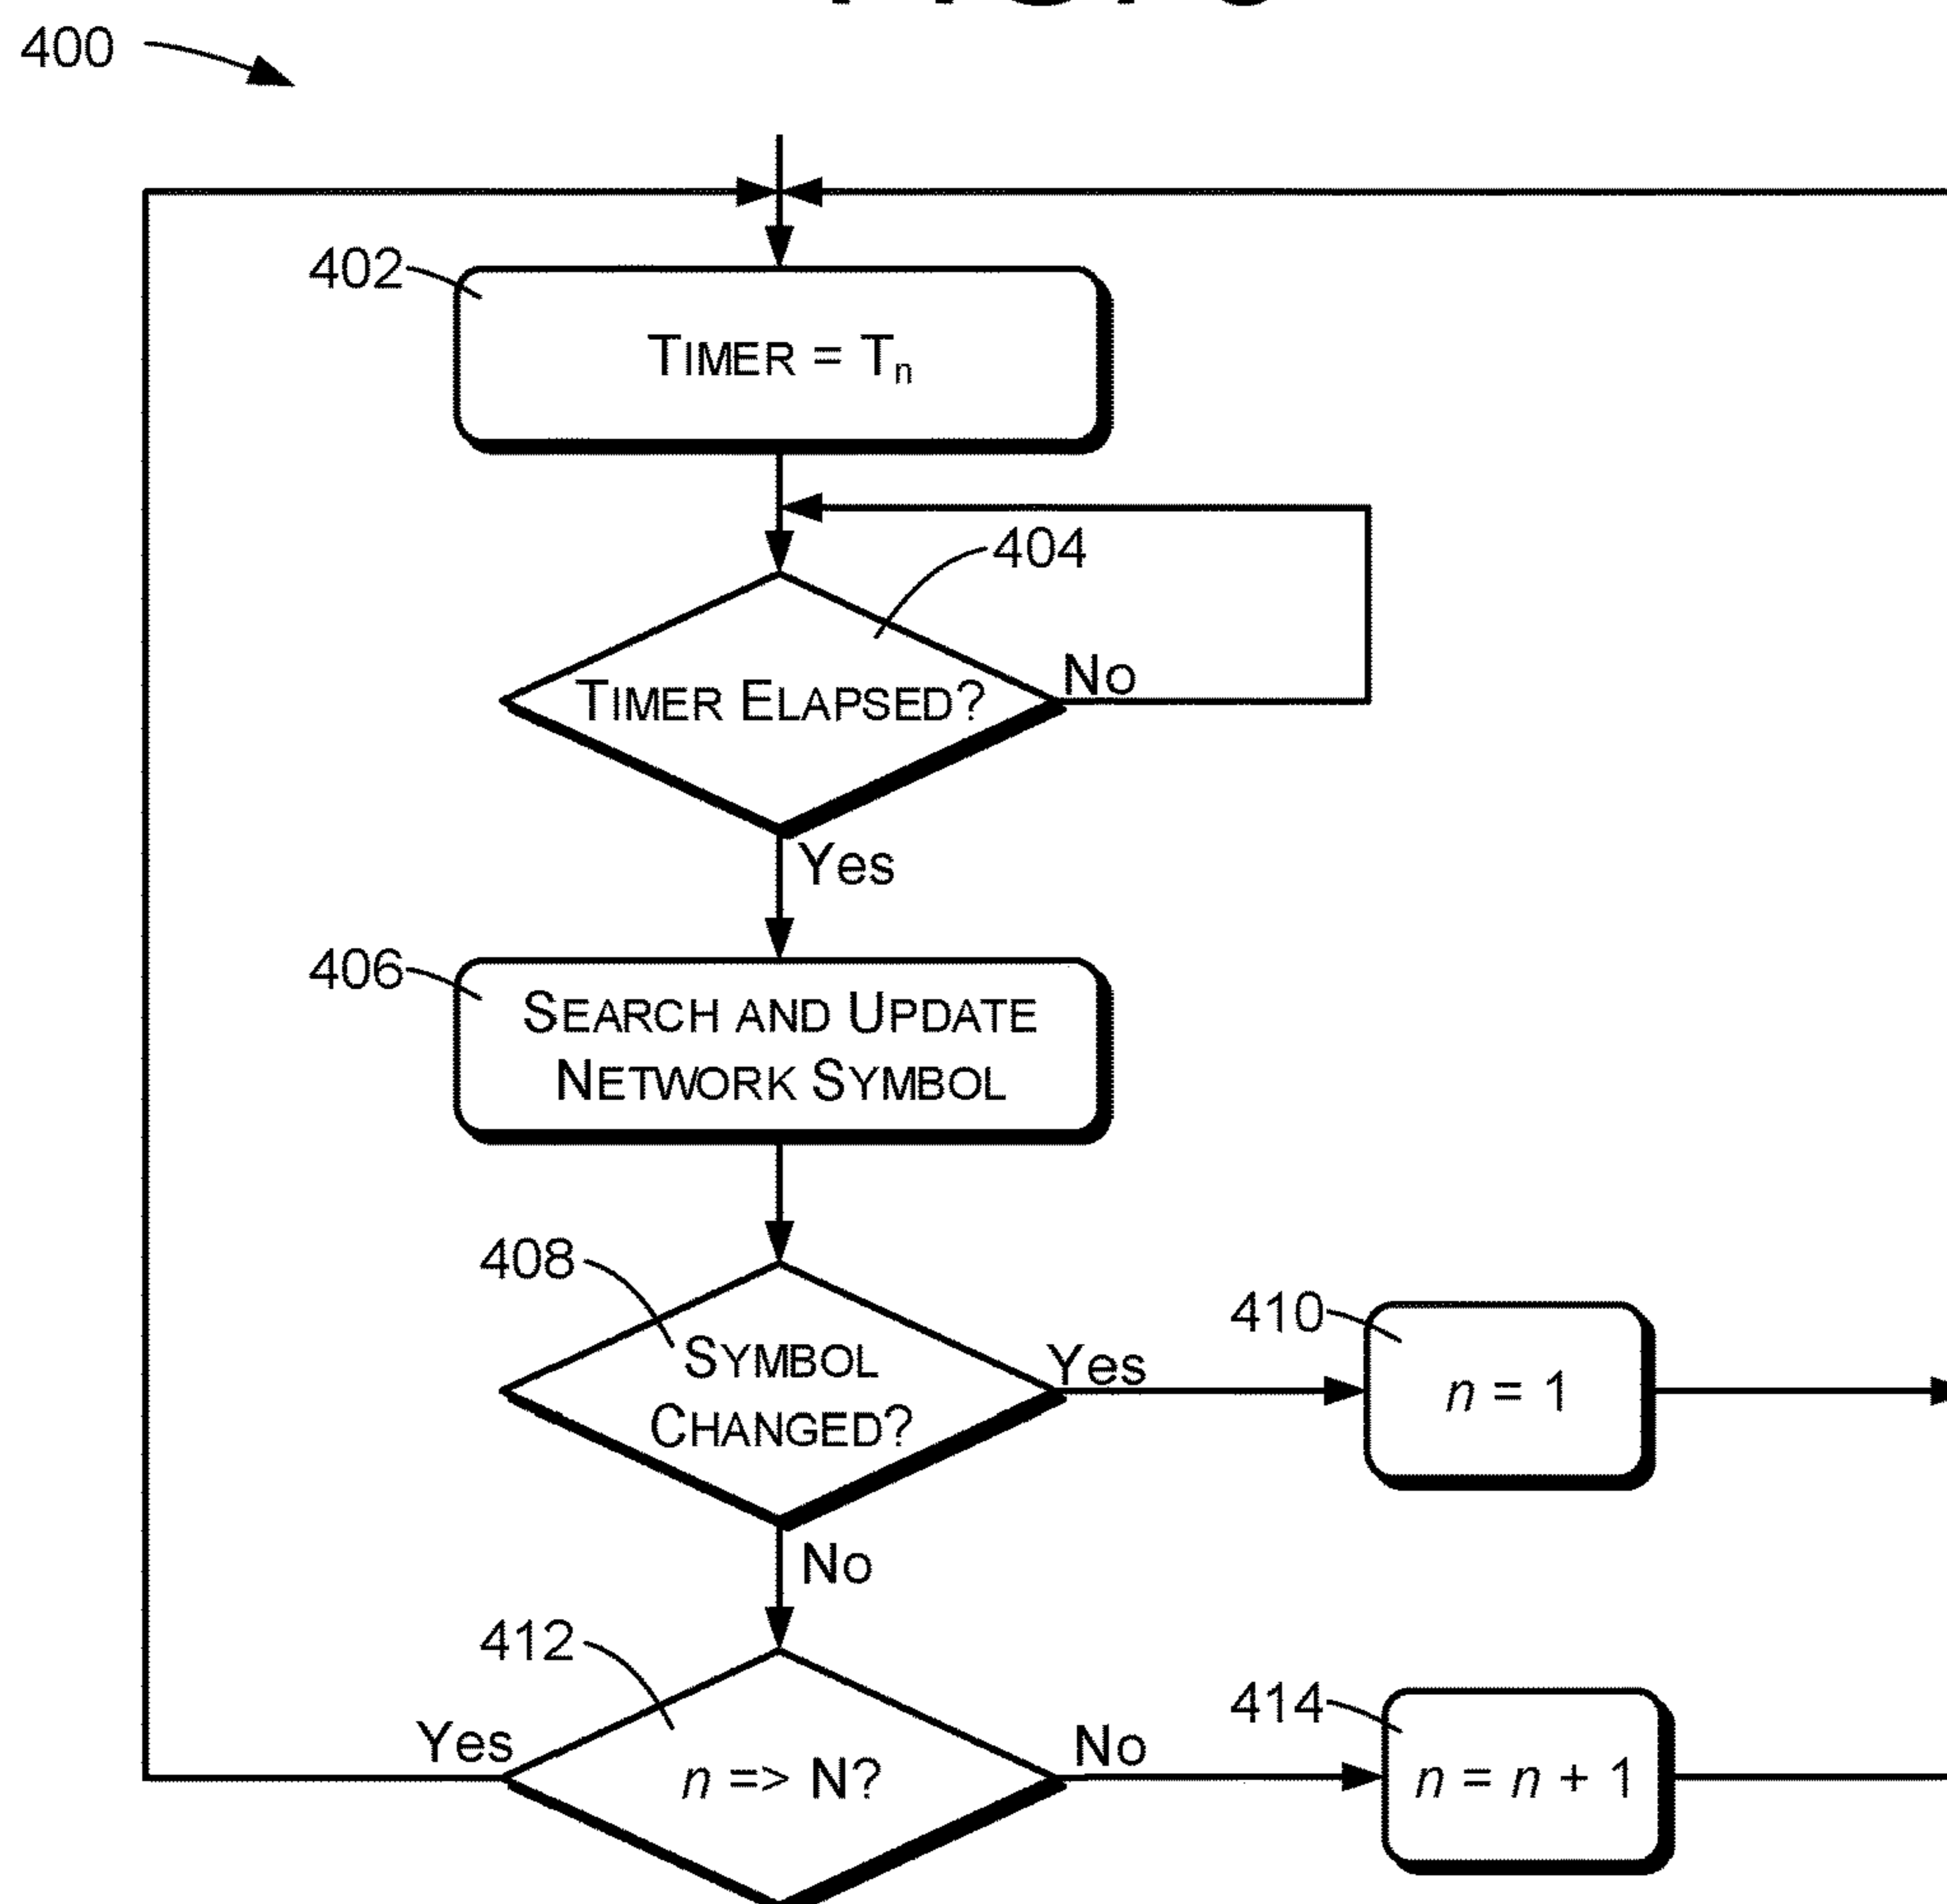 400
402
TIMER = Tn
404
TIMER ELAPSED?
No
Yes
406
SEARCH AND UPDATE
NETWORK SYMBOL
408
SYMBOL
CHANGED?
Yes
410
n = 1
No
412
Yes
n => N?
No
414
n = n + 1